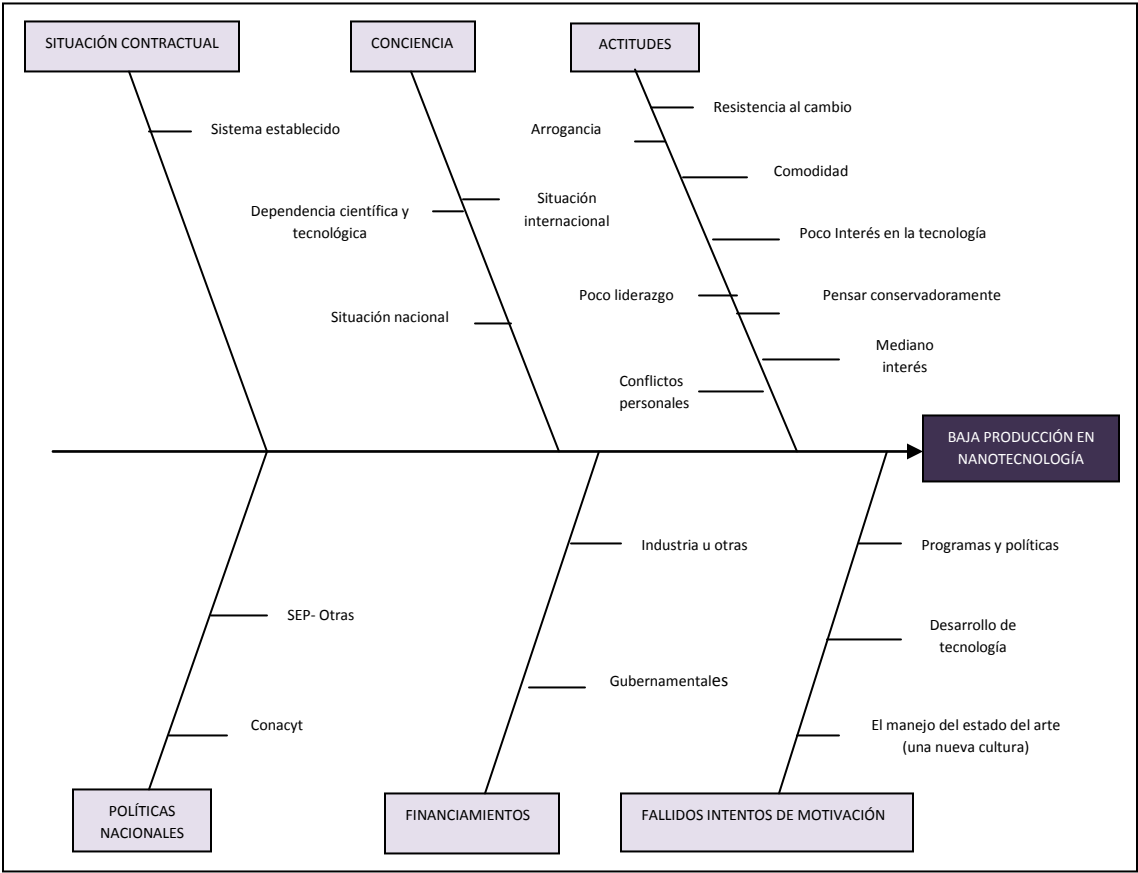 SITUACIÓN CONTRACTUAL
CONCIENCIA
ACTITUDES
Resistencia al cambio
Sistema establecido
Arrogancia
Comodidad
Dependencia científica y
tecnológica
Situación
internacional
Poco Interés en la tecnología
Poco liderazgo
Pensar conservadoramente
Situación nacional
Mediano
interés
Conflictos
personales
BAJA PRODUCCIÓN EN
NANOTECNOLOGÍA
Industria u otras
Programas y políticas
SEP- Otras
Desarrollo de
tecnología
Gubernamentales
Conacyt
El manejo del estado del arte
(una nueva cultura)
POLÍTICAS
NACIONALES
FINANCIAMIENTOS
FALLIDOS INTENTOS DE MOTIVACIÓN